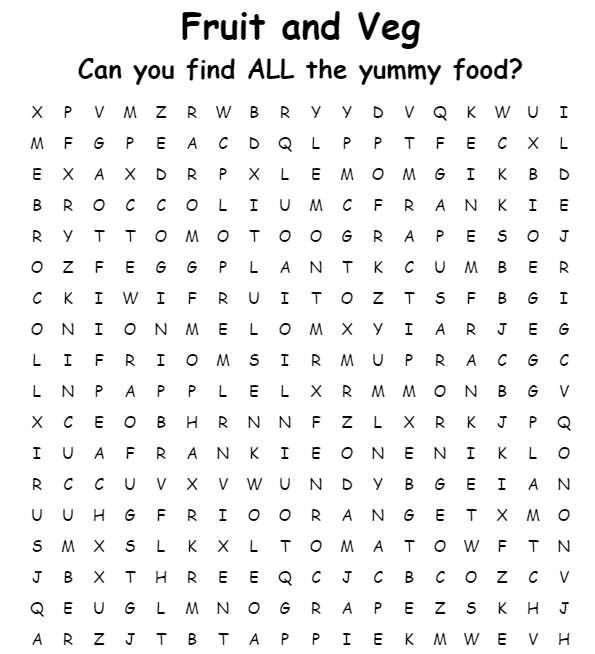 Fruit and Veg
Can you find ALL the yummy food?
X P V M Z R W B R Y Y D V Q K W U I
M F G P E A C D Q L P P T F E C X L
E X A X D R P X L E M O M G I K B D
B R O C C O L I U M C F R A N K I E
R Y T T O M O T O O G R A P E S O J
O Z F E G G P L A N T K C U M B E R
C K I W I F R U I T O Z T S F B G I
O N I O N M E L O M X Y I A R J E G
L I F R I O M S I R M U P R A C G C
L N P A P P L E L X R M M O N B G V
X C E O B H R N N F Z L X R K J P Q
I U A F R A N K I E O N E N I K L O
R C C U V X V W U N D Y B G E I A N
U U H G F R I O O R A N G E T X M O
S M X S L K X L T O M A T O W F T N
J B X T H R E E Q C J C B C O Z C V
Q E U G L M N O G R A P E Z S K H J
A R Z J T B T A P P I E K M W E V H